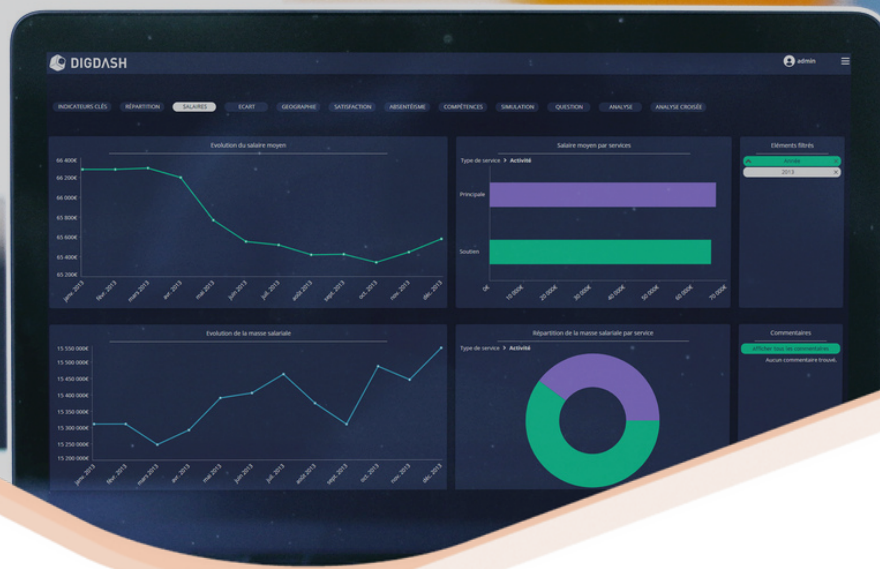 DIGDASH
admin
INDICATEURS CLÉS
RÉPARTITION
SALAIRES
ECART
GEOGRAPHIE
SATISFACTION
ABSENTÉISME
COMPÉTENCES
SIMULATION
QUESTION
ANALYSE
ANALYSE CROISÉE
Evolution du salaire moyen
66 400€
66 200€
66 000€
65 800€
65 600€
65 400€
65 200€
janv. 2013
févr. 2013
mars 2013
avr. 2013
mai 2013
juin 2013
juil. 2013
août 2013
sept. 2013
oct. 2013
nov. 2013
déc. 2013
Salaire moyen par services
Type de service > Activité
Principale
Soutien
0€
10 000€
20 000€
30 000€
40 000€
50 000€
60 000€
70 000€
Eléments filtrés
Année
2013
Evolution de la masse salariale
15 550 000€
15 500 000€
15 450 000€
15 400 000€
15 350 000€
15 300 000€
15 250 000€
15 200 000€
janv. 2013
févr. 2013
mars 2013
avr. 2013
mai 2013
juin 2013
juil. 2013
août 2013
sept. 2013
oct. 2013
nov. 2013
déc. 2013
Répartition de la masse salariale par service
Type de service > Activité
Commentaires
Afficher tous les commentaires
Aucun commentaire trouvé.